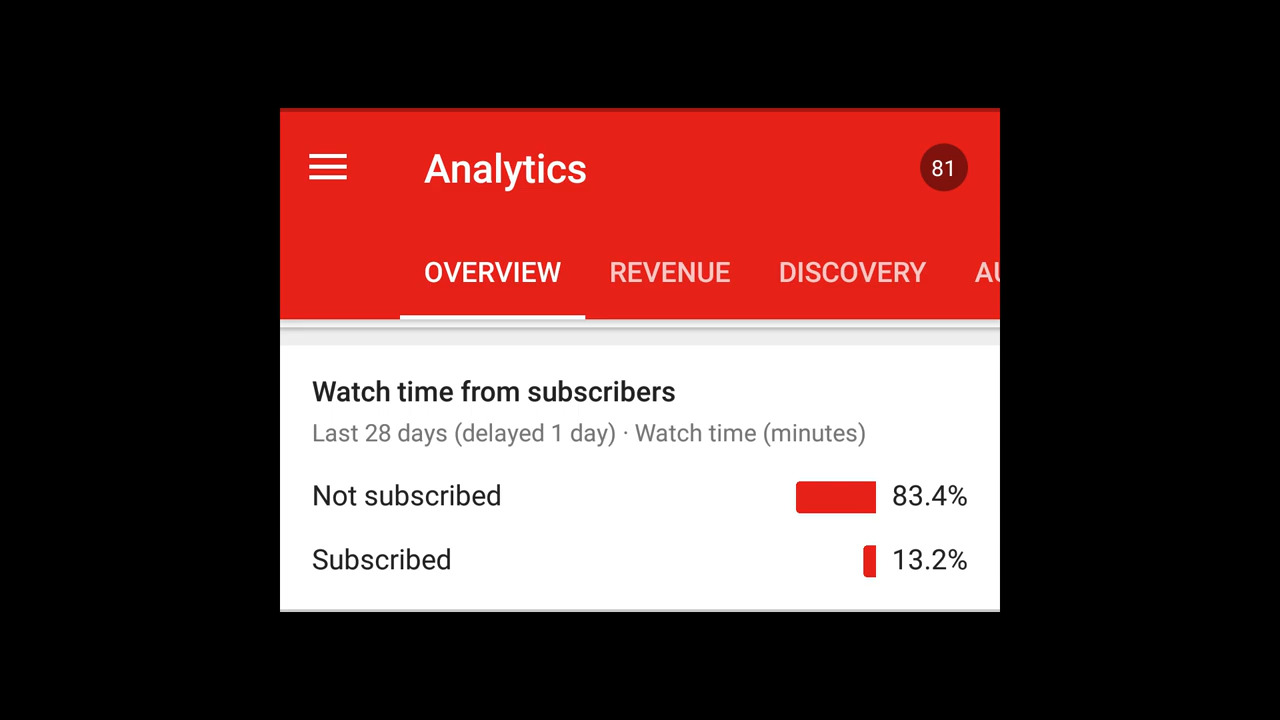 Analytics
81
OVERVIEW REVENUE DISCOVERY AU
Watch time from subscribers
Last 28 days (delayed 1 day) · Watch time (minutes)
Not subscribed 83.4%
Subscribed 13.2%